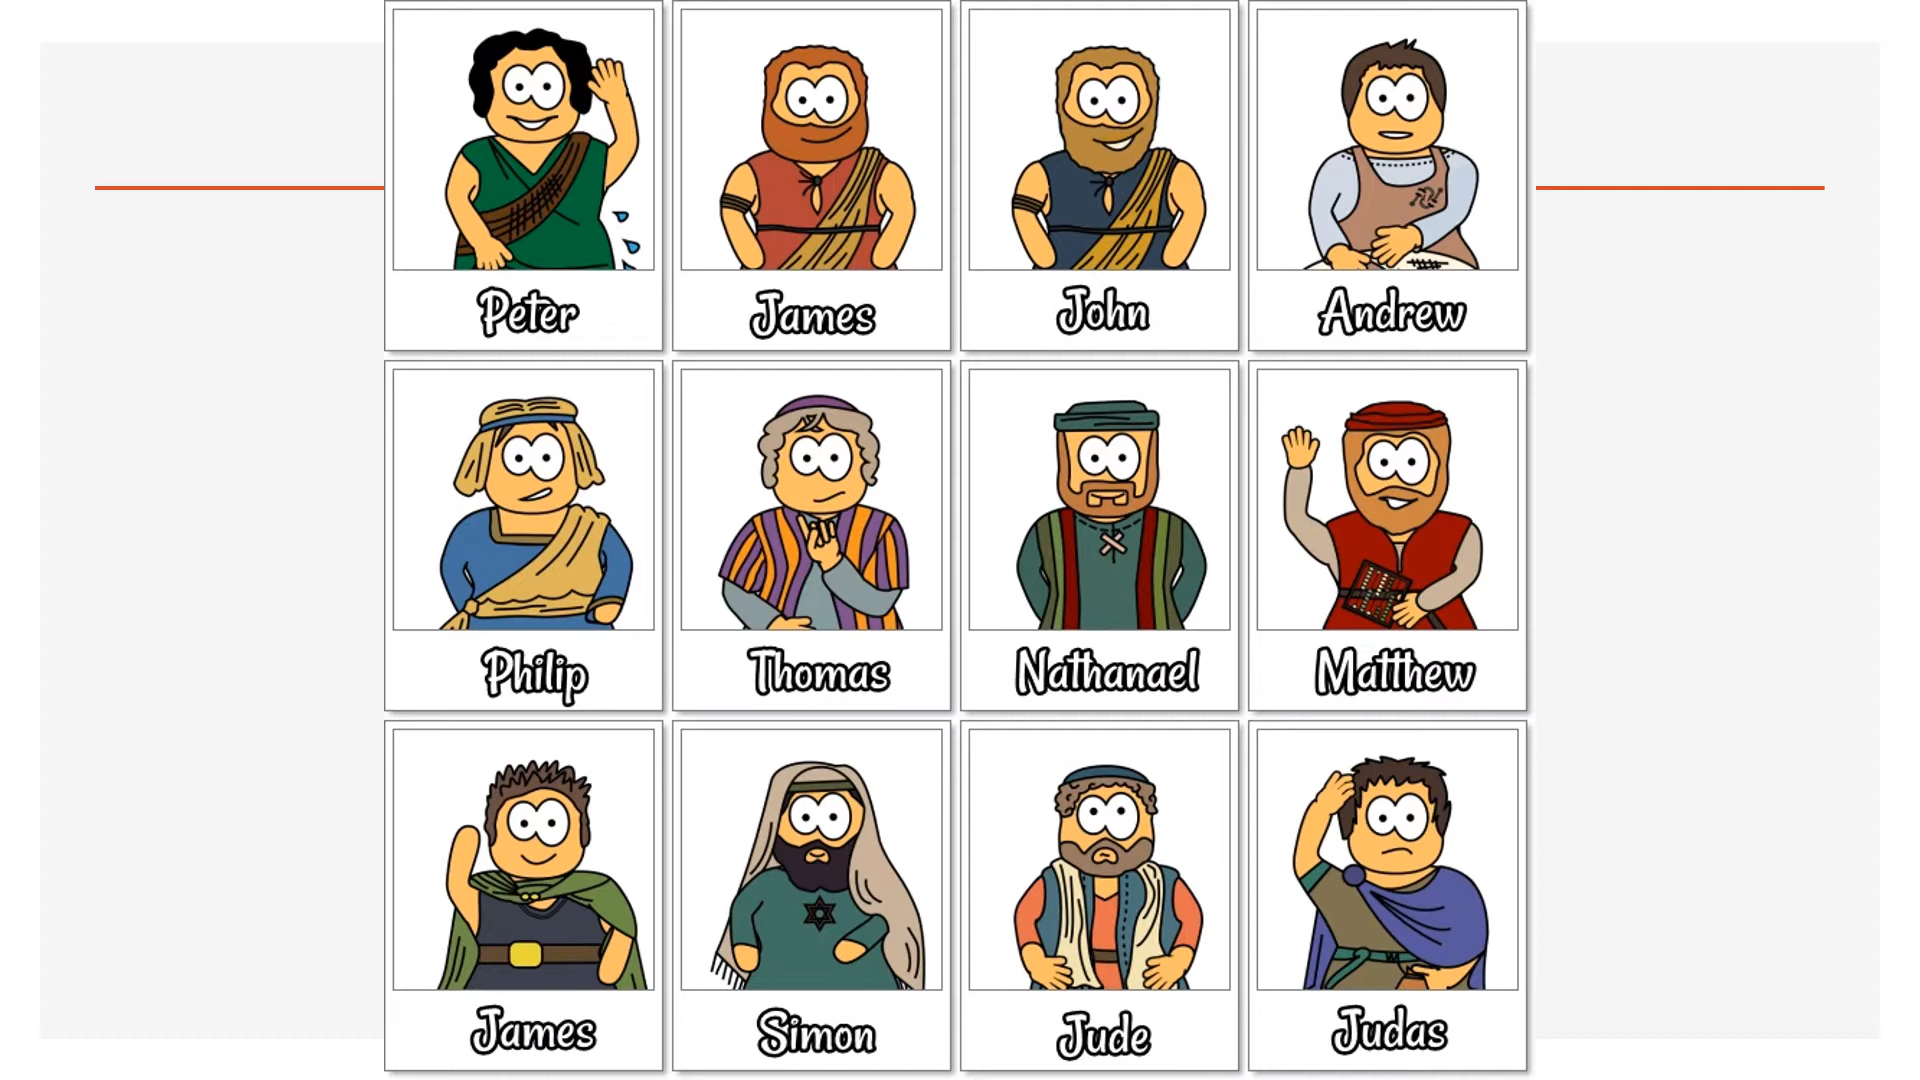 Peter
James
John
Andrew
Philip
Thomas
Nathanael
Matthew
James
Simon
Jude
Judas